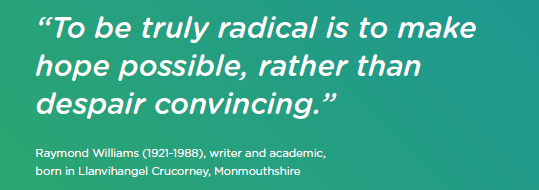 “To be truly radical is to make
hope possible, rather than
despair convincing.”
Raymond Williams (1921-1988), writer and academic,
born in Llanvihangel Crucorney, Monmouthshire